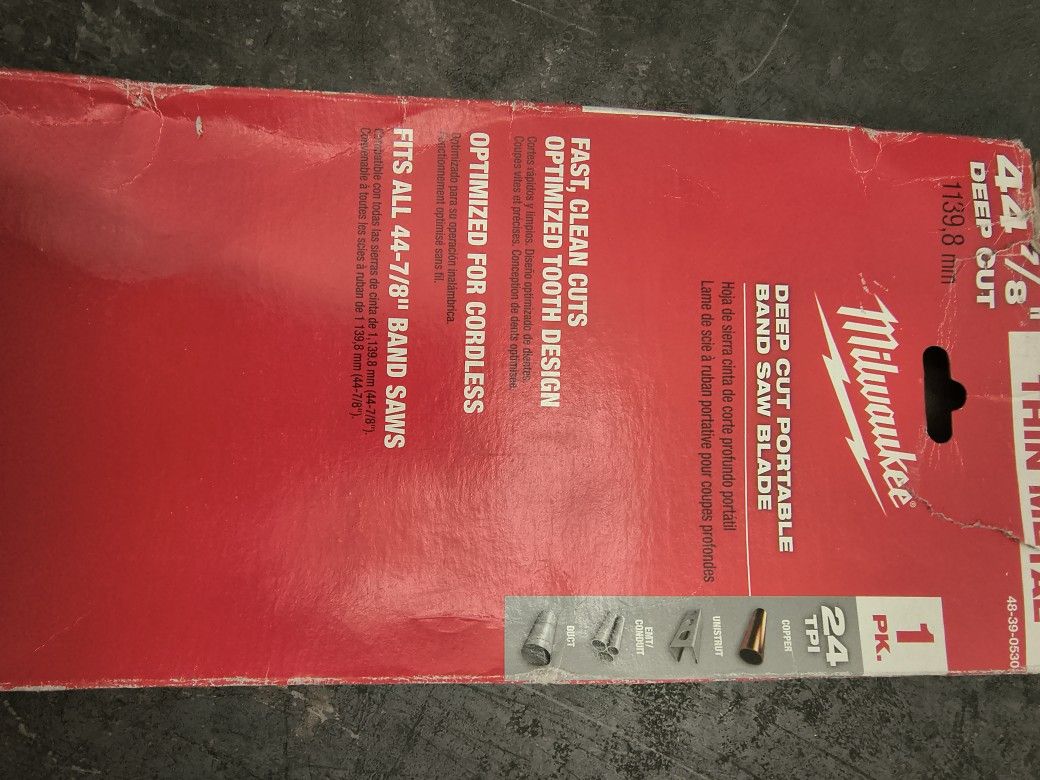 THIN METAL
48-39-0530
44 7/8"
DEEP CUT
1139,8 mm
Milwaukee®
1
PK.
DEEP CUT PORTABLE
BAND SAW BLADE
Hoja de sierra cinta de corte profundo portátil
Lame de scie à ruban portative pour coupes profondes
24
TPI
COPPER
UNISTRUT
EMT/
CONDUIT
DUCT
FAST, CLEAN CUTS
OPTIMIZED TOOTH DESIGN
Cortes rápidos y limpios. Diseño optimizado de dientes.
Coupes vites et précises. Conception de dents optimisée.
OPTIMIZED FOR CORDLESS
Optimizado para su operación inalámbrica.
Fonctionnement optimisé sans fil.
FITS ALL 44-7/8" BAND SAWS
Compatible con todas las sierras de cinta de 1,139.8 mm (44-7/8").
Convenable à toutes les scies à ruban de 1 139,8 mm (44-7/8").